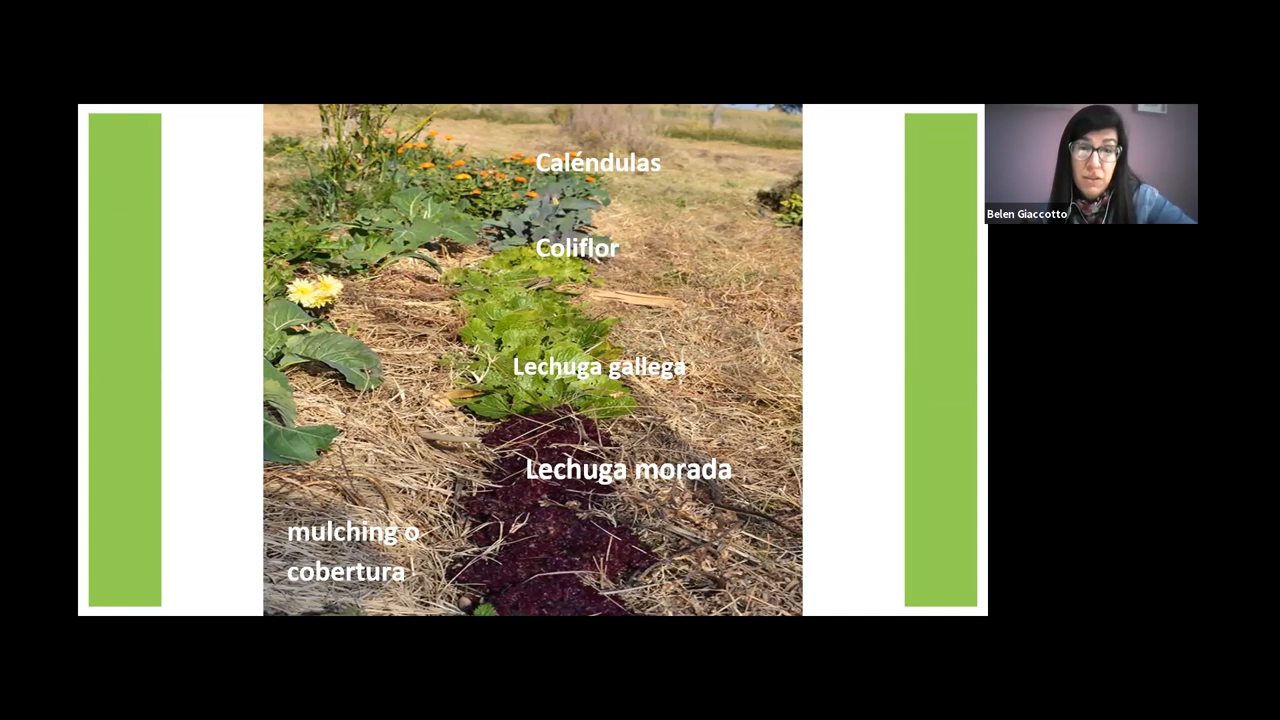 Caléndulas
Coliflor
Lechuga gallega
Lechuga morada
mulching o
cobertura
Belen Giaccotto